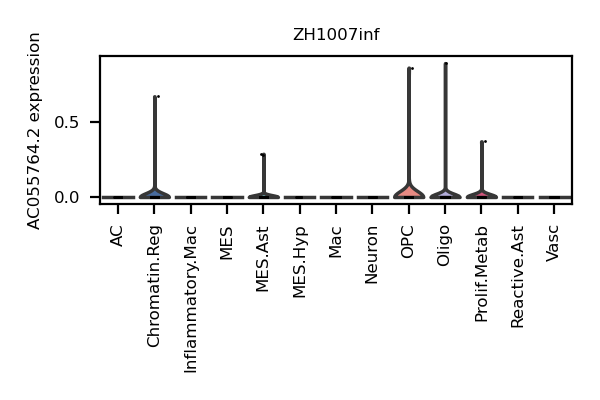 ZH1007inf
AC055764.2 expression
0.5
0.0
AC
Chromatin.Reg
Inflammatory.Mac
MES
MES.Ast
MES.Hyp
Mac
Neuron
OPC
Oligo
Prolif.Metab
Reactive.Ast
Vasc